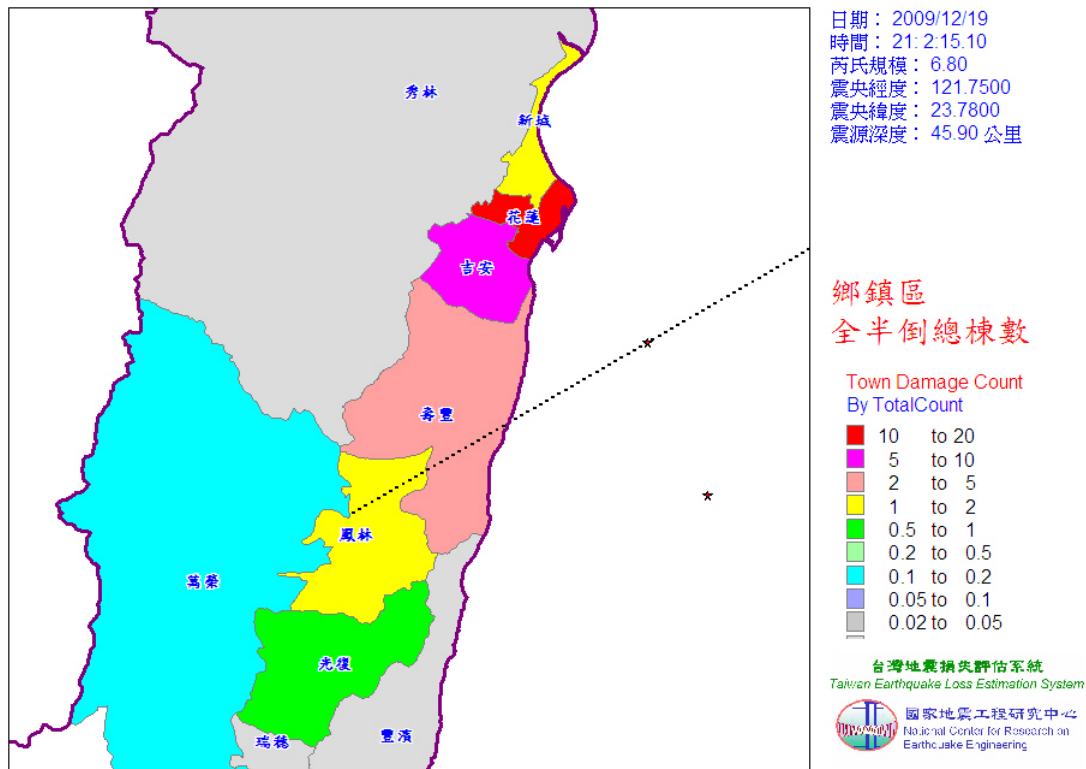 日期： 2009/12/19
時間： 21: 2:15.10
芮氏規模： 6.80
震央經度： 121.7500
震央緯度： 23.7800
震源深度： 45.90 公里
秀林
新城
花蓮
吉安
壽豐
鳳林
萬榮
光復
瑞穗
豐濱
鄉鎮區
全半倒總棟數
Town Damage Count
By TotalCount
10 to 20
5 to 10
2 to 5
1 to 2
0.5 to 1
0.2 to 0.5
0.1 to 0.2
0.05 to 0.1
0.02 to 0.05
台灣地震損失評估系統
Taiwan Earthquake Loss Estimation System
國家地震工程研究中心
National Center for Research on
Earthquake Engineering